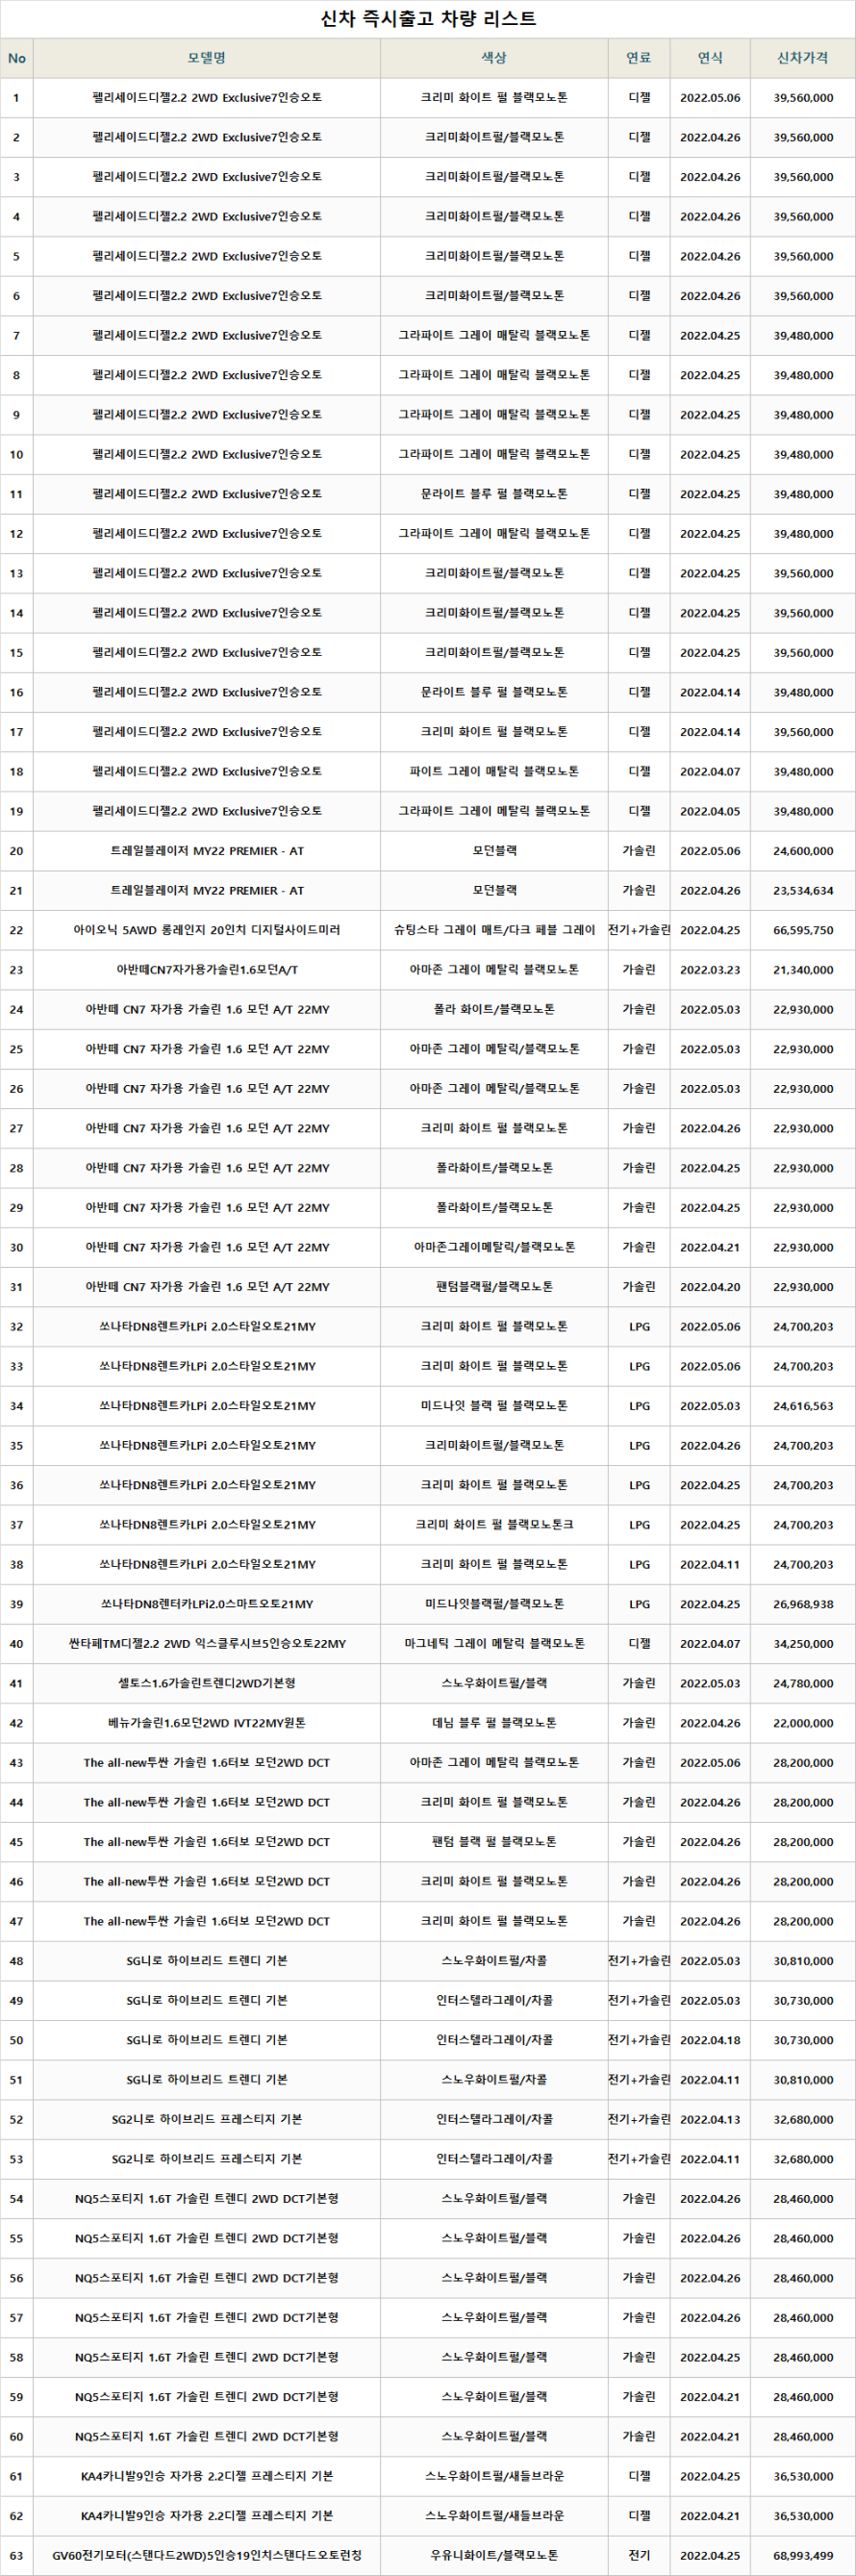 신차 즉시출고 차량 리스트
No 모델명 색상 연료 연식 신차가격
1 펠리세이드디젤2.2 2WD Exclusive7인승오토 크리미 화이트 펄 블랙모노톤 디젤 2022.05.06 39,560,000
2 펠리세이드디젤2.2 2WD Exclusive7인승오토 크리미화이트펄/블랙모노톤 디젤 2022.04.26 39,560,000
3 펠리세이드디젤2.2 2WD Exclusive7인승오토 크리미화이트펄/블랙모노톤 디젤 2022.04.26 39,560,000
4 펠리세이드디젤2.2 2WD Exclusive7인승오토 크리미화이트펄/블랙모노톤 디젤 2022.04.26 39,560,000
5 펠리세이드디젤2.2 2WD Exclusive7인승오토 크리미화이트펄/블랙모노톤 디젤 2022.04.26 39,560,000
6 펠리세이드디젤2.2 2WD Exclusive7인승오토 크리미화이트펄/블랙모노톤 디젤 2022.04.26 39,560,000
7 펠리세이드디젤2.2 2WD Exclusive7인승오토 그라파이트 그레이 매탈릭 블랙모노톤 디젤 2022.04.25 39,480,000
8 펠리세이드디젤2.2 2WD Exclusive7인승오토 그라파이트 그레이 매탈릭 블랙모노톤 디젤 2022.04.25 39,480,000
9 펠리세이드디젤2.2 2WD Exclusive7인승오토 그라파이트 그레이 매탈릭 블랙모노톤 디젤 2022.04.25 39,480,000
10 펠리세이드디젤2.2 2WD Exclusive7인승오토 그라파이트 그레이 매탈릭 블랙모노톤 디젤 2022.04.25 39,480,000
11 펠리세이드디젤2.2 2WD Exclusive7인승오토 문라이트 블루 펄 블랙모노톤 디젤 2022.04.25 39,480,000
12 펠리세이드디젤2.2 2WD Exclusive7인승오토 그라파이트 그레이 매탈릭 블랙모노톤 디젤 2022.04.25 39,480,000
13 펠리세이드디젤2.2 2WD Exclusive7인승오토 크리미화이트펄/블랙모노톤 디젤 2022.04.25 39,560,000
14 펠리세이드디젤2.2 2WD Exclusive7인승오토 크리미화이트펄/블랙모노톤 디젤 2022.04.25 39,560,000
15 펠리세이드디젤2.2 2WD Exclusive7인승오토 크리미화이트펄/블랙모노톤 디젤 2022.04.25 39,560,000
16 펠리세이드디젤2.2 2WD Exclusive7인승오토 문라이트 블루 펄 블랙모노톤 디젤 2022.04.14 39,480,000
17 펠리세이드디젤2.2 2WD Exclusive7인승오토 크리미 화이트 펄 블랙모노톤 디젤 2022.04.14 39,560,000
18 펠리세이드디젤2.2 2WD Exclusive7인승오토 파이트 그레이 매탈릭 블랙모노톤 디젤 2022.04.07 39,480,000
19 펠리세이드디젤2.2 2WD Exclusive7인승오토 그라파이트 그레이 메탈릭 블랙모노톤 디젤 2022.04.05 39,480,000
20 트레일블레이저 MY22 PREMIER - AT 모던블랙 가솔린 2022.05.06 24,600,000
21 트레일블레이저 MY22 PREMIER - AT 모던블랙 가솔린 2022.04.26 23,534,634
22 아이오닉 5AWD 롱레인지 20인치 디지털사이드미러 슈팅스타 그레이 매트/다크 페블 그레이 전기+가솔린 2022.04.25 66,595,750
23 아반떼CN7자가용가솔린1.6모던A/T 아마존 그레이 메탈릭 블랙모노톤 가솔린 2022.03.23 21,340,000
24 아반떼 CN7 자가용 가솔린 1.6 모던 A/T 22MY 폴라 화이트/블랙모노톤 가솔린 2022.05.03 22,930,000
25 아반떼 CN7 자가용 가솔린 1.6 모던 A/T 22MY 아마존 그레이 메탈릭/블랙모노톤 가솔린 2022.05.03 22,930,000
26 아반떼 CN7 자가용 가솔린 1.6 모던 A/T 22MY 아마존 그레이 메탈릭/블랙모노톤 가솔린 2022.05.03 22,930,000
27 아반떼 CN7 자가용 가솔린 1.6 모던 A/T 22MY 크리미 화이트 펄 블랙모노톤 가솔린 2022.04.26 22,930,000
28 아반떼 CN7 자가용 가솔린 1.6 모던 A/T 22MY 폴라화이트/블랙모노톤 가솔린 2022.04.25 22,930,000
29 아반떼 CN7 자가용 가솔린 1.6 모던 A/T 22MY 폴라화이트/블랙모노톤 가솔린 2022.04.25 22,930,000
30 아반떼 CN7 자가용 가솔린 1.6 모던 A/T 22MY 아마존그레이메탈릭/블랙모노톤 가솔린 2022.04.21 22,930,000
31 아반떼 CN7 자가용 가솔린 1.6 모던 A/T 22MY 팬텀블랙펄/블랙모노톤 가솔린 2022.04.20 22,930,000
32 쏘나타DN8렌트카LPi 2.0스타일오토21MY 크리미 화이트 펄 블랙모노톤 LPG 2022.05.06 24,700,203
33 쏘나타DN8렌트카LPi 2.0스타일오토21MY 크리미 화이트 펄 블랙모노톤 LPG 2022.05.06 24,700,203
34 쏘나타DN8렌트카LPi 2.0스타일오토21MY 미드나잇 블랙 펄 블랙모노톤 LPG 2022.05.03 24,616,563
35 쏘나타DN8렌트카LPi 2.0스타일오토21MY 크리미화이트펄/블랙모노톤 LPG 2022.04.26 24,700,203
36 쏘나타DN8렌트카LPi 2.0스타일오토21MY 크리미 화이트 펄 블랙모노톤 LPG 2022.04.25 24,700,203
37 쏘나타DN8렌트카LPi 2.0스타일오토21MY 크리미 화이트 펄 블랙모노톤크 LPG 2022.04.25 24,700,203
38 쏘나타DN8렌트카LPi 2.0스타일오토21MY 크리미 화이트 펄 블랙모노톤 LPG 2022.04.11 24,700,203
39 쏘나타DN8렌터카LPi2.0스마트오토21MY 미드나잇블랙펄/블랙모노톤 LPG 2022.04.25 26,968,938
40 싼타페TM디젤2.2 2WD 익스클루시브5인승오토22MY 마그네틱 그레이 메탈릭 블랙모노톤 디젤 2022.04.07 34,250,000
41 셀토스1.6가솔린트렌디2WD기본형 스노우화이트펄/블랙 가솔린 2022.05.03 24,780,000
42 베뉴가솔린1.6모던2WD IVT22MY원톤 데님 블루 펄 블랙모노톤 가솔린 2022.04.26 22,000,000
43 The all-new투싼 가솔린 1.6터보 모던2WD DCT 아마존 그레이 메탈릭 블랙모노톤 가솔린 2022.05.06 28,200,000
44 The all-new투싼 가솔린 1.6터보 모던2WD DCT 크리미 화이트 펄 블랙모노톤 가솔린 2022.04.26 28,200,000
45 The all-new투싼 가솔린 1.6터보 모던2WD DCT 팬텀 블랙 펄 블랙모노톤 가솔린 2022.04.26 28,200,000
46 The all-new투싼 가솔린 1.6터보 모던2WD DCT 크리미 화이트 펄 블랙모노톤 가솔린 2022.04.26 28,200,000
47 The all-new투싼 가솔린 1.6터보 모던2WD DCT 크리미 화이트 펄 블랙모노톤 가솔린 2022.04.26 28,200,000
48 SG니로 하이브리드 트렌디 기본 스노우화이트펄/차콜 전기+가솔린 2022.05.03 30,810,000
49 SG니로 하이브리드 트렌디 기본 인터스텔라그레이/차콜 전기+가솔린 2022.05.03 30,730,000
50 SG니로 하이브리드 트렌디 기본 인터스텔라그레이/차콜 전기+가솔린 2022.04.18 30,730,000
51 SG니로 하이브리드 트렌디 기본 스노우화이트펄/차콜 전기+가솔린 2022.04.11 30,810,000
52 SG2니로 하이브리드 프레스티지 기본 인터스텔라그레이/차콜 전기+가솔린 2022.04.13 32,680,000
53 SG2니로 하이브리드 프레스티지 기본 인터스텔라그레이/차콜 전기+가솔린 2022.04.11 32,680,000
54 NQ5스포티지 1.6T 가솔린 트렌디 2WD DCT기본형 스노우화이트펄/블랙 가솔린 2022.04.26 28,460,000
55 NQ5스포티지 1.6T 가솔린 트렌디 2WD DCT기본형 스노우화이트펄/블랙 가솔린 2022.04.26 28,460,000
56 NQ5스포티지 1.6T 가솔린 트렌디 2WD DCT기본형 스노우화이트펄/블랙 가솔린 2022.04.26 28,460,000
57 NQ5스포티지 1.6T 가솔린 트렌디 2WD DCT기본형 스노우화이트펄/블랙 가솔린 2022.04.26 28,460,000
58 NQ5스포티지 1.6T 가솔린 트렌디 2WD DCT기본형 스노우화이트펄/블랙 가솔린 2022.04.25 28,460,000
59 NQ5스포티지 1.6T 가솔린 트렌디 2WD DCT기본형 스노우화이트펄/블랙 가솔린 2022.04.21 28,460,000
60 NQ5스포티지 1.6T 가솔린 트렌디 2WD DCT기본형 스노우화이트펄/블랙 가솔린 2022.04.21 28,460,000
61 KA4카니발9인승 자가용 2.2디젤 프레스티지 기본 스노우화이트펄/새들브라운 디젤 2022.04.25 36,530,000
62 KA4카니발9인승 자가용 2.2디젤 프레스티지 기본 스노우화이트펄/새들브라운 디젤 2022.04.21 36,530,000
63 GV60전기모터(스탠다드2WD)5인승19인치스탠다드오토런칭 우유니화이트/블랙모노톤 전기 2022.04.25 68,993,499